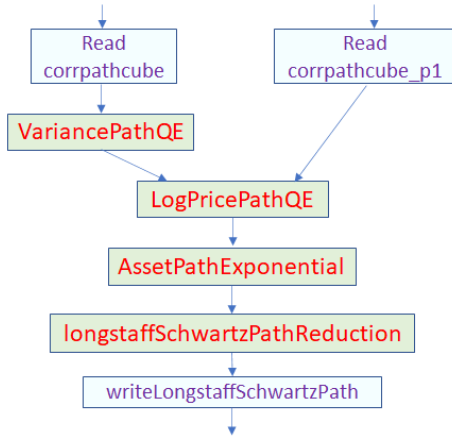 Read
corrpathcube
Read
corrpathcube_p1
VariancePathQE
LogPricePathQE
AssetPathExponential
longstaffSchwartzPathReduction
writeLongstaffSchwartzPath